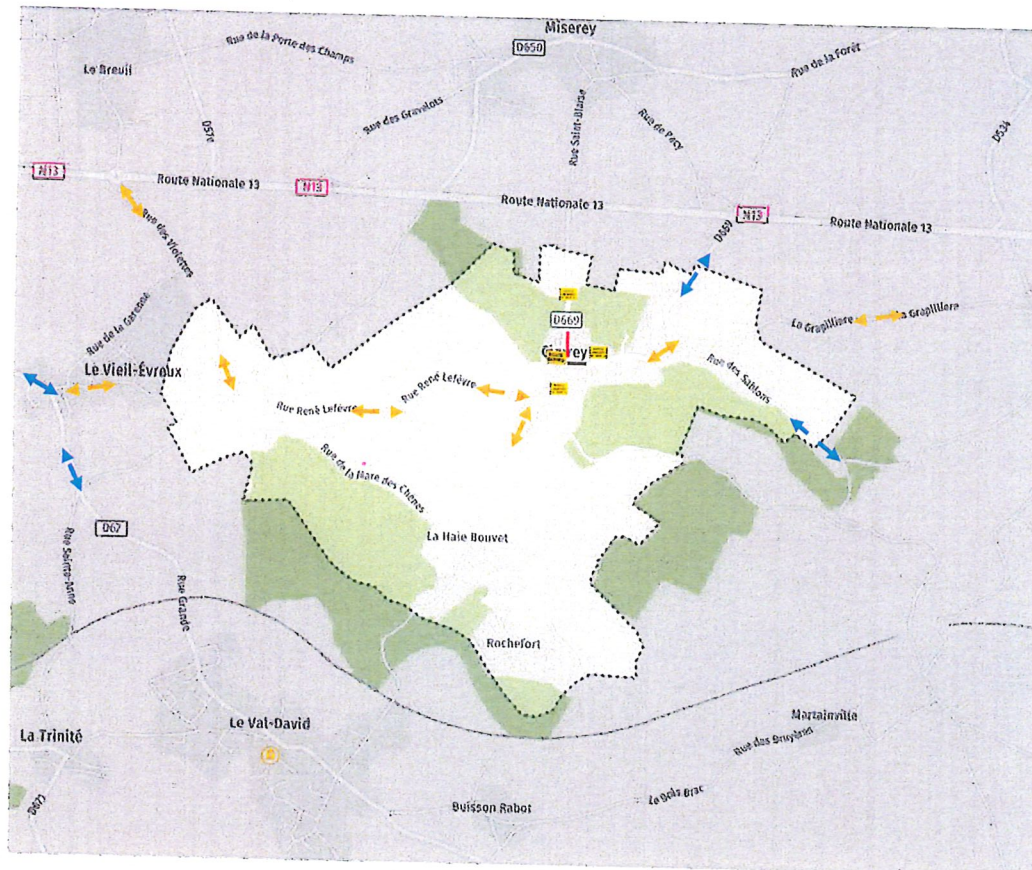 Miserey
D650
Rue de la Porte des Champs
Rue de la Forêt
Le Breuil
Rue des Gravelots
Rue Saint-Blaise
Rue de Pacy
D57e
D534
N13
Route Nationale 13
N13
Route Nationale 13
N13
Route Nationale 13
Rue des Violettes
D669
Rue de la Garenne
La Grapillière
La Grapillière
D669
Le Vieil-Évreux
Rue des Sablons
Rue René Lefèvre
Rue René Lefèvre
Rue de la Mare des Chênes
D67
La Haie Bouvet
Rue Sainte-Anne
Rue Grande
Rochefort
Le Val-David
La Trinité
Martainville
Rue des Bruyères
Le Bois Brac
Buisson Rabot
D673